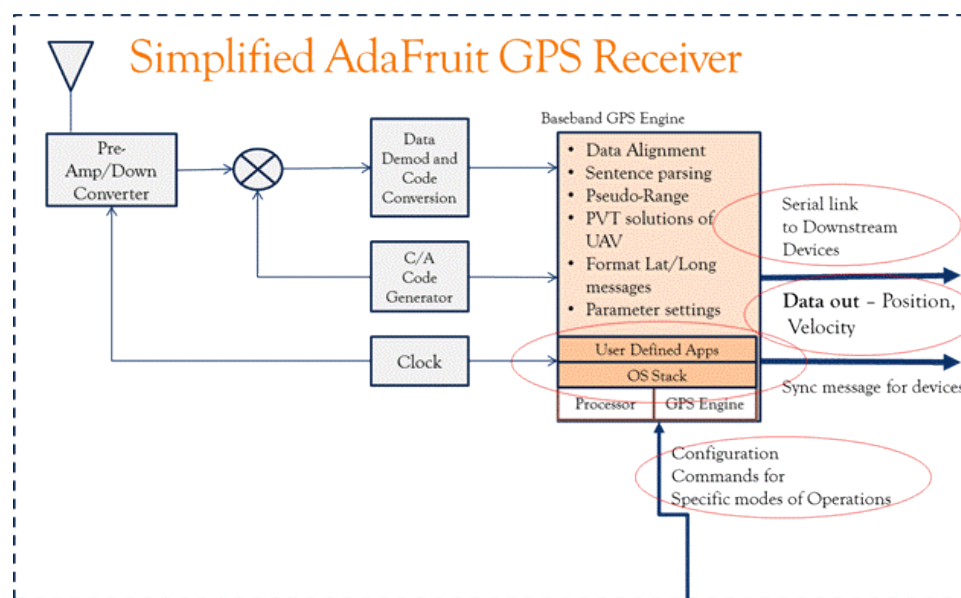 Simplified AdaFruit GPS Receiver
Pre-
Amp/Down
Converter
Data
Demod and
Code
Conversion
C/A
Code
Generator
Clock
Baseband GPS Engine
• Data Alignment
• Sentence parsing
• Pseudo-Range
• PVT solutions of
UAV
• Format Lat/Long
messages
• Parameter settings
User Defined Apps
OS Stack
Processor
GPS Engine
Serial link
to Downstream
Devices
Data out – Position,
Velocity
Sync message for devices
Configuration
Commands for
Specific modes of Operations